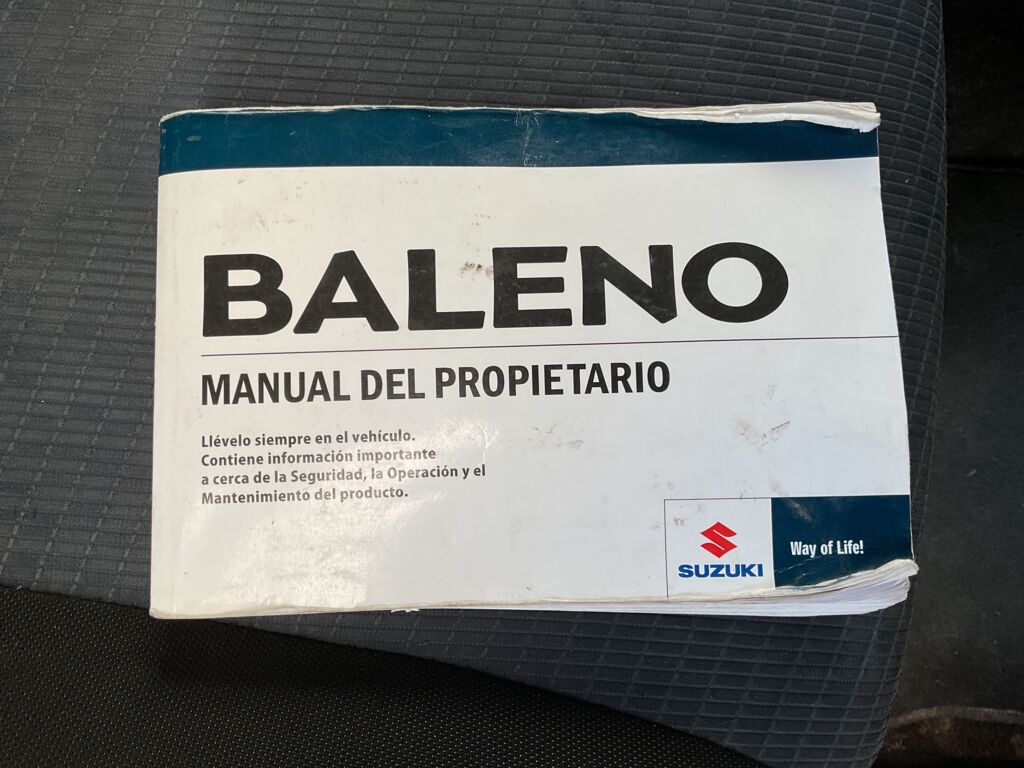 BALENO
MANUAL DEL PROPIETARIO
Llévelo siempre en el vehículo.
Contiene información importante
a cerca de la Seguridad, la Operación y el
Mantenimiento del producto.
SUZUKI
Way of Life!